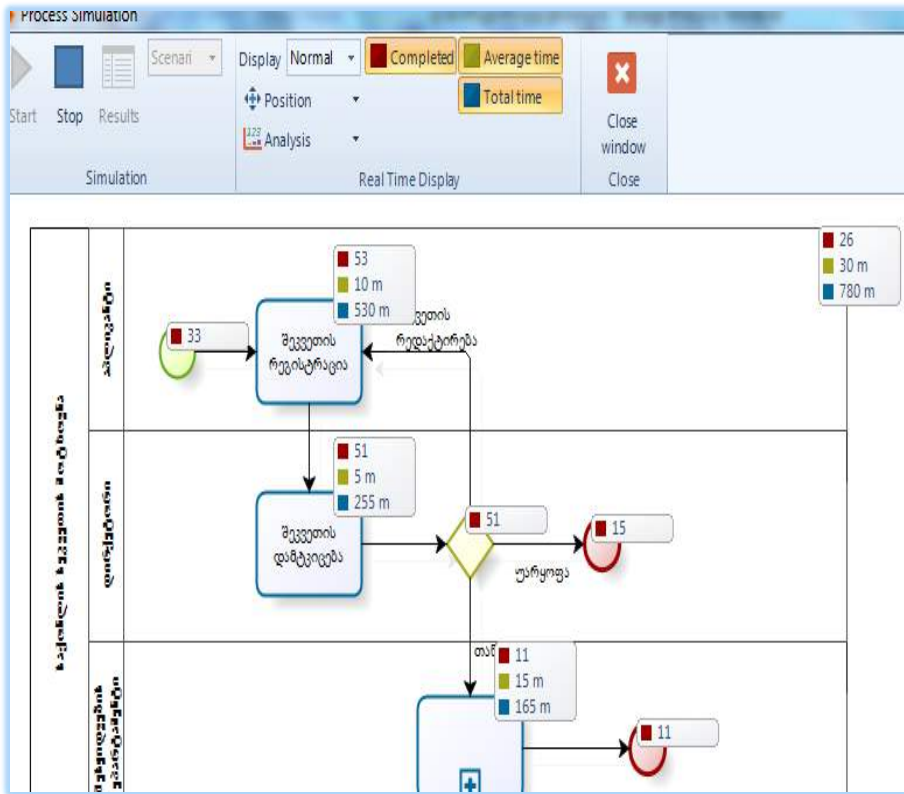 Process Simulation
Scenari
Display Normal
Completed
Average time
Position
Total time
Start
Stop
Results
123
Analysis
Close
window
Simulation
Real Time Display
Close
26
30 m
780 m
53
10 m
530 m
33
შეკვეთის
რეგისტრაცია
ვეთის
რედაქტირება
51
5 m
255 m
შეკვეთის
დამტკიცება
51
15
უარყოფა
11
15 m
165 m
11